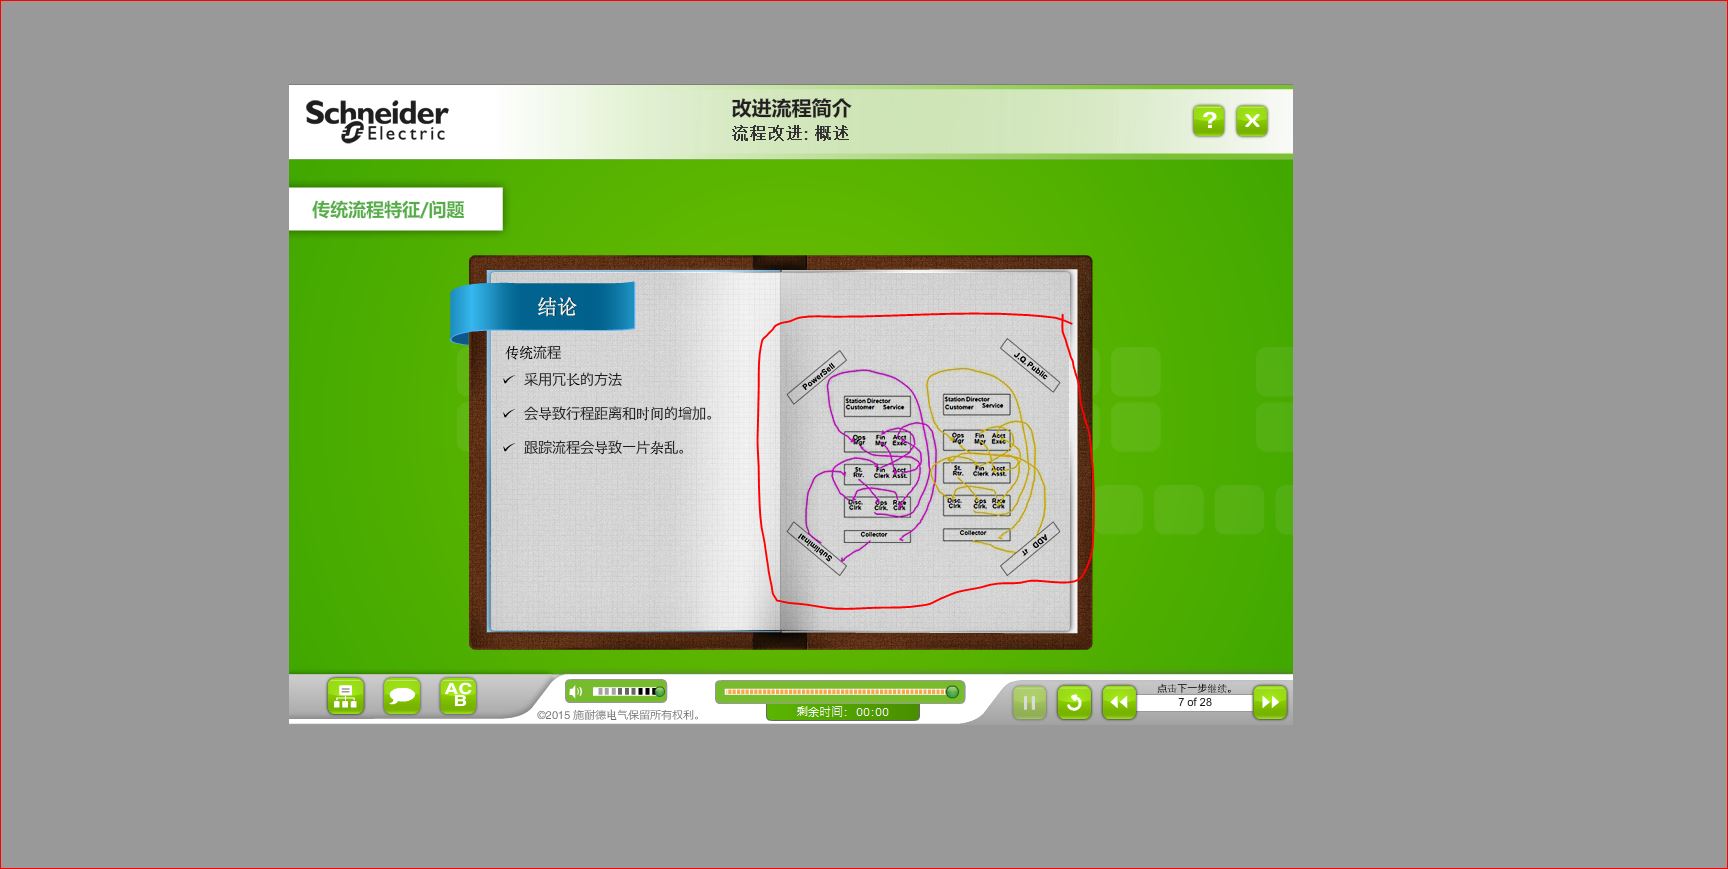 Schneider
Electric
改进流程简介
流程改进: 概述
?
X
传统流程特征/问题
结论
传统流程
采用冗长的方法
会导致行程距离和时间的增加。
跟踪流程会导致一片杂乱。
PowerSell
J.Q. Public
Station Director
Customer Service
Ops Mgr
Fin Mgr
Acct Exec
St. Rtr.
Fin Clerk
Acct Asst.
Disc. Clrk
Ops Clrk.
Rate Clrk
Collector
Station Director
Customer Service
Ops Mgr
Fin Mgr
Acct Exec
St. Rtr.
Fin Clerk
Acct Asst.
Disc. Clrk
Ops Clrk.
Rate Clrk
Collector
Subliminal
ADD it
AC
B
©2015 施耐德电气保留所有权利。
剩余时间: 00:00
点击下一步继续。
7 of 28